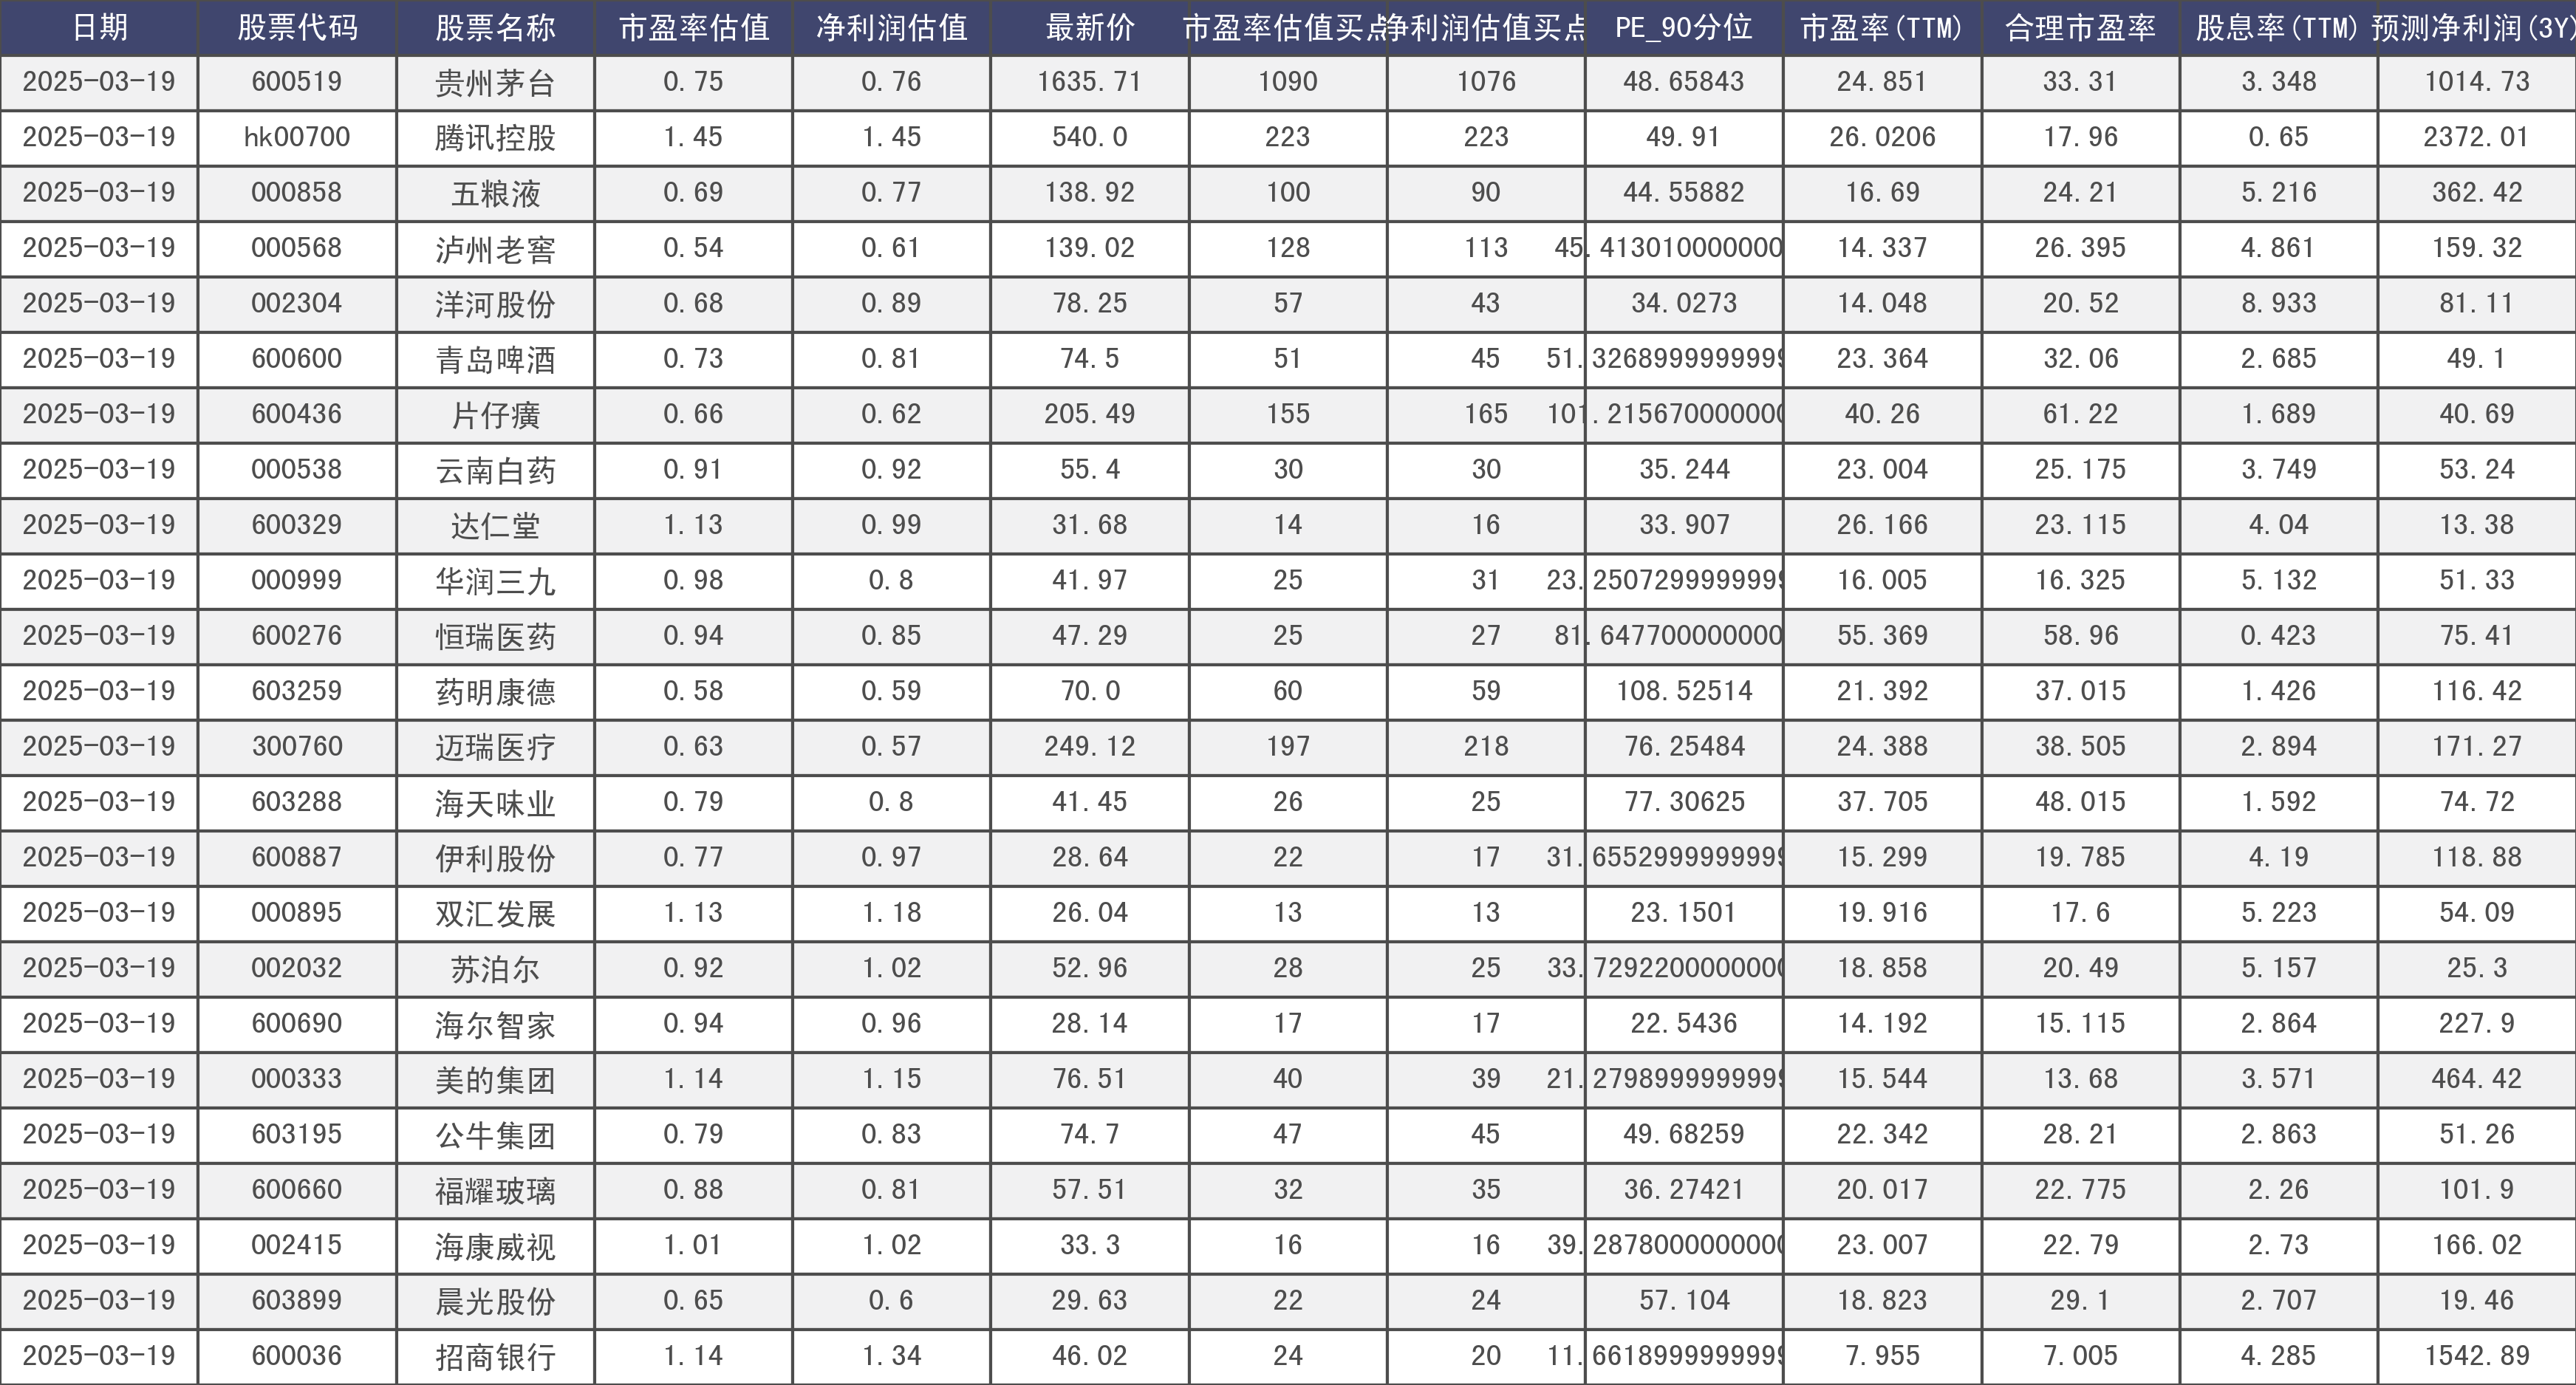 日期 股票代码 股票名称 市盈率估值 净利润估值 最新价 市盈率估值买点 净利润估值买点 PE_90分位 市盈率(TTM) 合理市盈率 股息率(TTM) 预测净利润(3Y)
2025-03-19 600519 贵州茅台 0.75 0.76 1635.71 1090 1076 48.65843 24.851 33.31 3.348 1014.73
2025-03-19 hk00700 腾讯控股 1.45 1.45 540.0 223 223 49.91 26.0206 17.96 0.65 2372.01
2025-03-19 000858 五粮液 0.69 0.77 138.92 100 90 44.55882 16.69 24.21 5.216 362.42
2025-03-19 000568 泸州老窖 0.54 0.61 139.02 128 113 45.413010000000 14.337 26.395 4.861 159.32
2025-03-19 002304 洋河股份 0.68 0.89 78.25 57 43 34.0273 14.048 20.52 8.933 81.11
2025-03-19 600600 青岛啤酒 0.73 0.81 74.5 51 45 51.3268999999999 23.364 32.06 2.685 49.1
2025-03-19 600436 片仔癀 0.66 0.62 205.49 155 165 101.215670000000 40.26 61.22 1.689 40.69
2025-03-19 000538 云南白药 0.91 0.92 55.4 30 30 35.244 23.004 25.175 3.749 53.24
2025-03-19 600329 达仁堂 1.13 0.99 31.68 14 16 33.907 26.166 23.115 4.04 13.38
2025-03-19 000999 华润三九 0.98 0.8 41.97 25 31 23.2507299999999 16.005 16.325 5.132 51.33
2025-03-19 600276 恒瑞医药 0.94 0.85 47.29 25 27 81.647700000000 55.369 58.96 0.423 75.41
2025-03-19 603259 药明康德 0.58 0.59 70.0 60 59 108.52514 21.392 37.015 1.426 116.42
2025-03-19 300760 迈瑞医疗 0.63 0.57 249.12 197 218 76.25484 24.388 38.505 2.894 171.27
2025-03-19 603288 海天味业 0.79 0.8 41.45 26 25 77.30625 37.705 48.015 1.592 74.72
2025-03-19 600887 伊利股份 0.77 0.97 28.64 22 17 31.6552999999999 15.299 19.785 4.19 118.88
2025-03-19 000895 双汇发展 1.13 1.18 26.04 13 13 23.1501 19.916 17.6 5.223 54.09
2025-03-19 002032 苏泊尔 0.92 1.02 52.96 28 25 33.7292200000000 18.858 20.49 5.157 25.3
2025-03-19 600690 海尔智家 0.94 0.96 28.14 17 17 22.5436 14.192 15.115 2.864 227.9
2025-03-19 000333 美的集团 1.14 1.15 76.51 40 39 21.2798999999999 15.544 13.68 3.571 464.42
2025-03-19 603195 公牛集团 0.79 0.83 74.7 47 45 49.68259 22.342 28.21 2.863 51.26
2025-03-19 600660 福耀玻璃 0.88 0.81 57.51 32 35 36.27421 20.017 22.775 2.26 101.9
2025-03-19 002415 海康威视 1.01 1.02 33.3 16 16 39.2878000000000 23.007 22.79 2.73 166.02
2025-03-19 603899 晨光股份 0.65 0.6 29.63 22 24 57.104 18.823 29.1 2.707 19.46
2025-03-19 600036 招商银行 1.14 1.34 46.02 24 20 11.6618999999999 7.955 7.005 4.285 1542.89